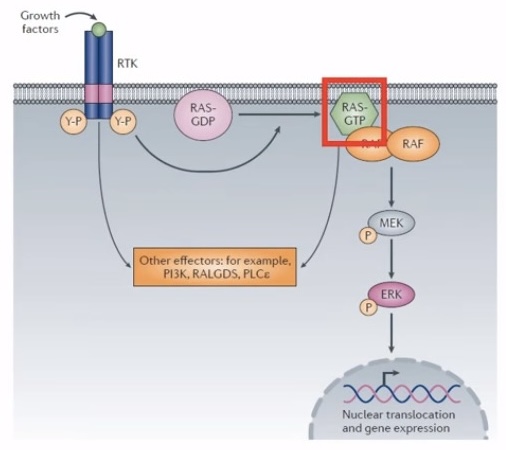 Growth
factors
RTK
Y-P
Y-P
RAS-
GDP
RAS-
GTP
RAF
RAF
MEK
P
Other effectors: for example,
PI3K, RALGDS, PLCε
ERK
P
Nuclear translocation
and gene expression